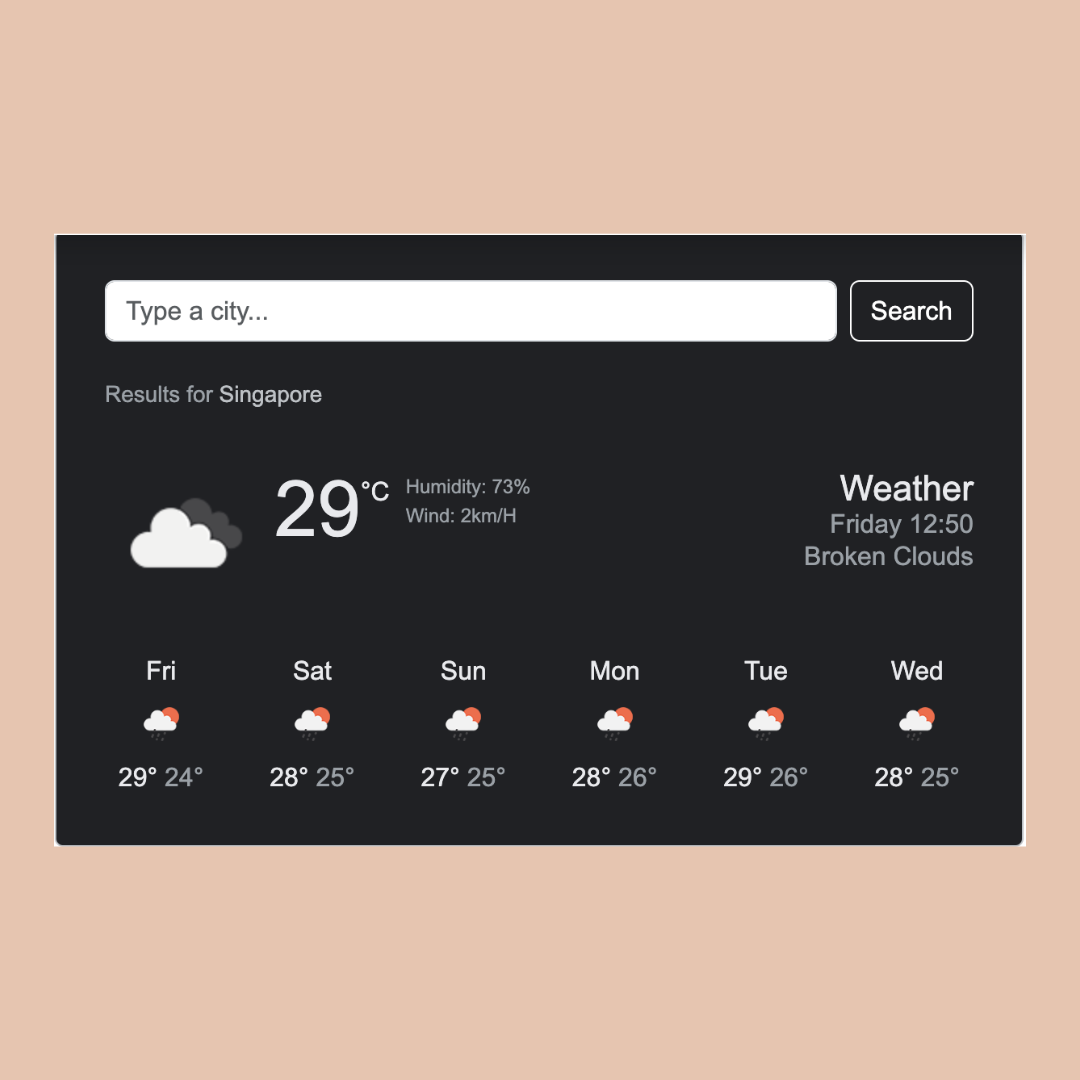 Type a city...
Search
Results for Singapore
29°C
Humidity: 73%
Wind: 2km/H
Weather
Friday 12:50
Broken Clouds
Fri Sat Sun Mon Tue Wed
29° 24° 28° 25° 27° 25° 28° 26° 29° 26° 28° 25°